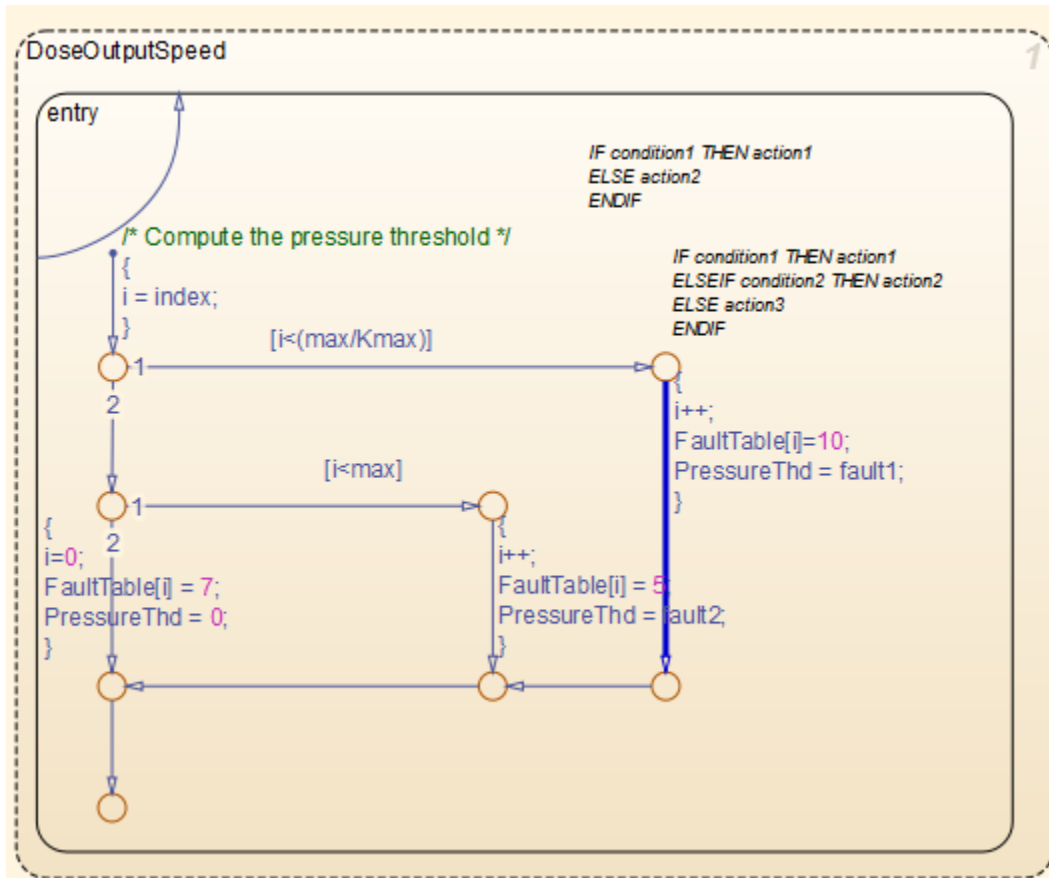 DoseOutputSpeed
1
entry
IF condition1 THEN action1
ELSE action2
ENDIF
/* Compute the pressure threshold */
{
i = index;
}
IF condition1 THEN action1
ELSEIF condition2 THEN action2
ELSE action3
ENDIF
[i<(max/Kmax)]
1
2
{
i++;
FaultTable[i]=10;
PressureThd = fault1;
}
[i<max]
1
2
{
i=0;
FaultTable[i] = 7;
PressureThd = 0;
}
{
i++;
FaultTable[i] = 5;
PressureThd = fault2;
}